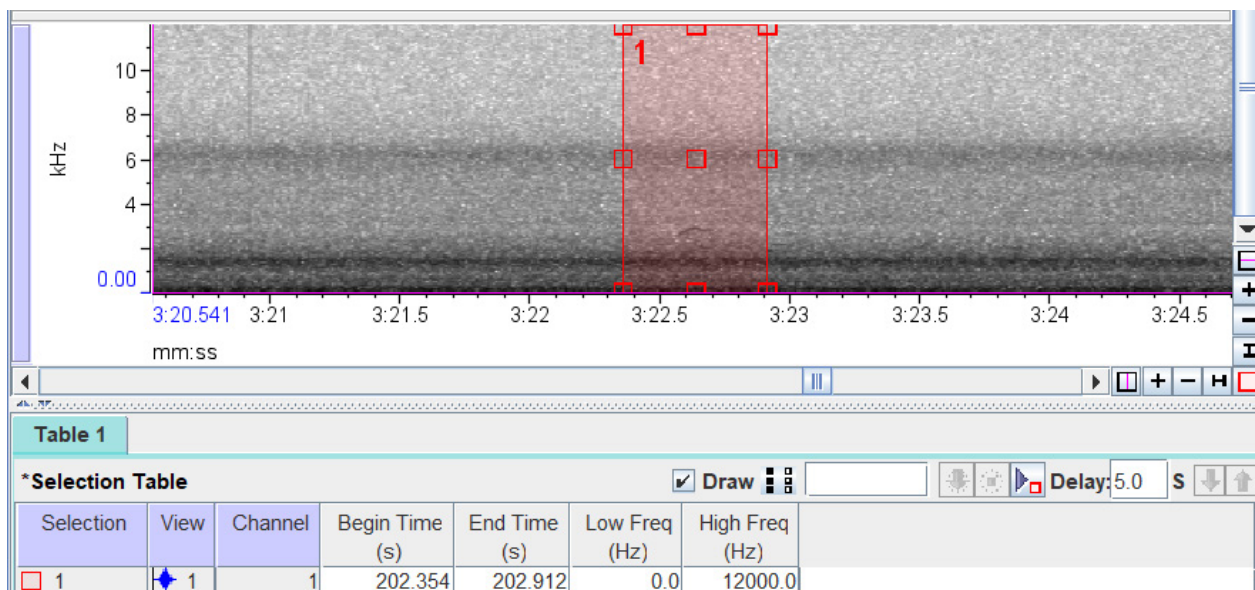 10
8
6
4
kHz
0.00
1
3:20.541 3:21 3:21.5 3:22 3:22.5 3:23 3:23.5 3:24 3:24.5
mm:ss
Table 1
*Selection Table Draw Delay: 5.0 S
Selection View Channel Begin Time (s) End Time (s) Low Freq (Hz) High Freq (Hz)
1 1 1 202.354 202.912 0.0 12000.0